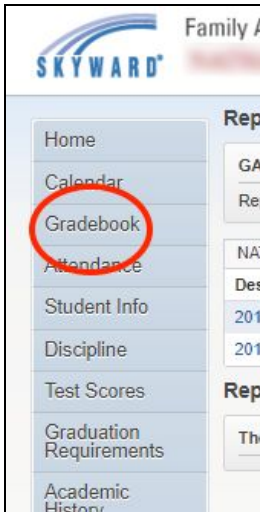 Family A
SKYWARD
Rep
Home
GA
Calendar
Re
Gradebook
NAT
Attendance
Des
Student Info
201
Discipline
201
Test Scores
Rep
Graduation
Requirements
The
Academic
History